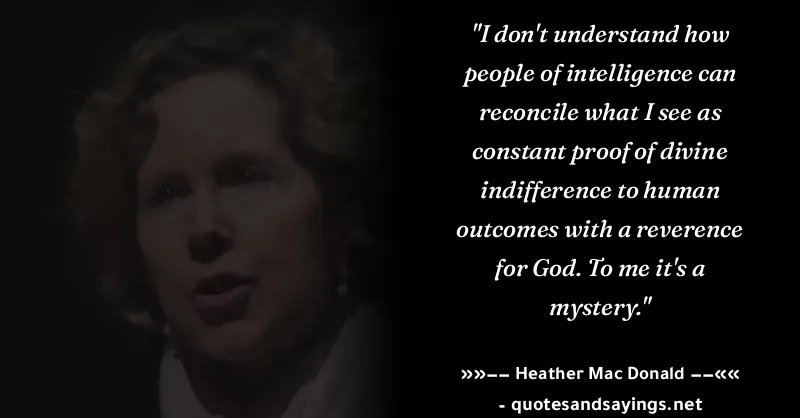 "I don't understand how
people of intelligence can
reconcile what I see as
constant proof of divine
indifference to human
outcomes with a reverence
for God. To me it's a
mystery."
»»−− Heather Mac Donald −−««
- quotesandsayings.net